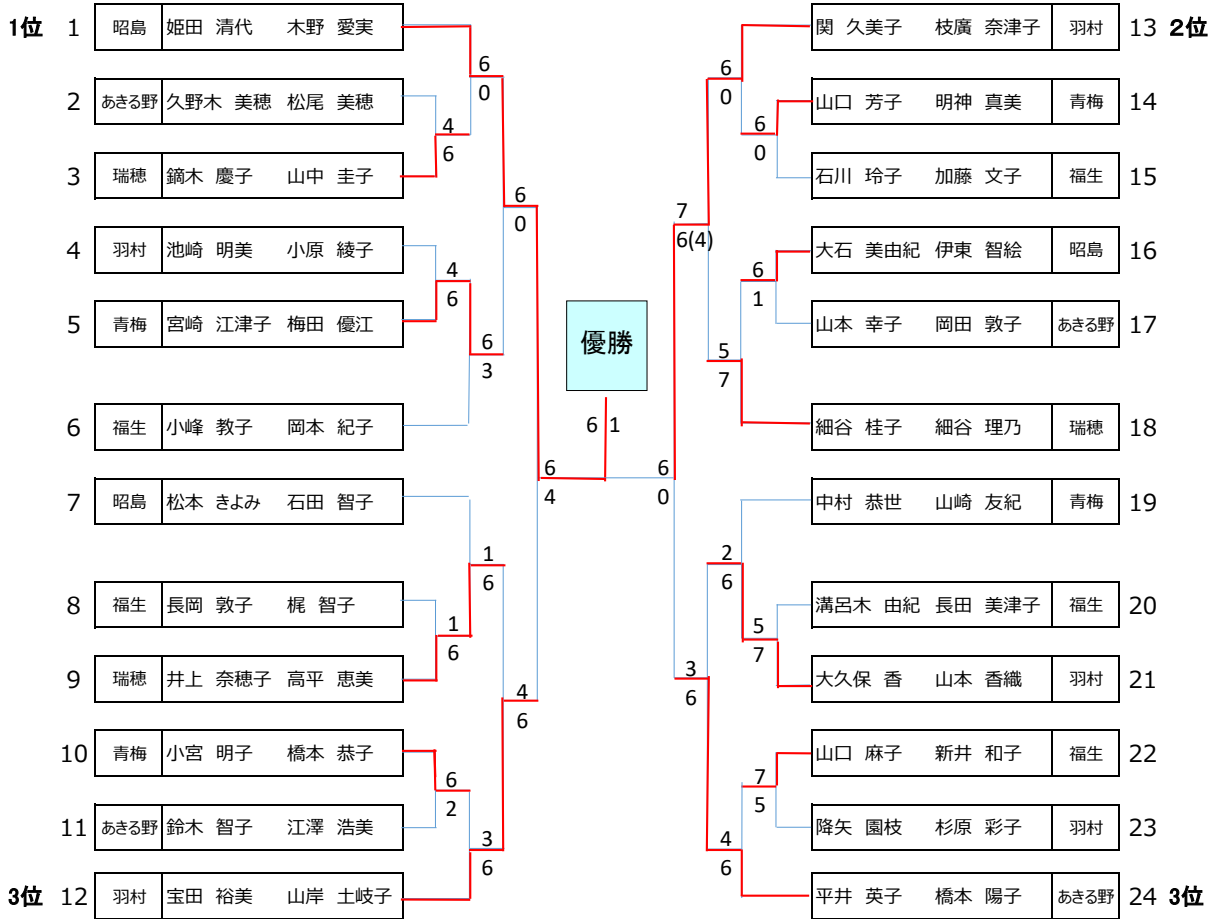 1位 1 昭島 姫田 清代 木野 愛実
関 久美子 枝廣 奈津子 羽村 13 2位
6
0
6
0
2 あきる野 久野木 美穂 松尾 美穂
山口 芳子 明神 真美 青梅 14
4
6
6
0
3 瑞穂 鏑木 慶子 山中 圭子
石川 玲子 加藤 文子 福生 15
6
0
7
6(4)
4 羽村 池崎 明美 小原 綾子
大石 美由紀 伊東 智絵 昭島 16
4
6
6
1
5 青梅 宮崎 江津子 梅田 優江
山本 幸子 岡田 敦子 あきる野 17
優勝
6
3
5
7
6 福生 小峰 教子 岡本 紀子
細谷 桂子 細谷 理乃 瑞穂 18
6 1
6
4
6
0
7 昭島 松本 きよみ 石田 智子
中村 恭世 山崎 友紀 青梅 19
1
6
2
6
8 福生 長岡 敦子 梶 智子
溝呂木 由紀 長田 美津子 福生 20
1
6
5
7
9 瑞穂 井上 奈穂子 高平 恵美
大久保 香 山本 香織 羽村 21
4
6
3
6
10 青梅 小宮 明子 橋本 恭子
山口 麻子 新井 和子 福生 22
6
2
7
5
11 あきる野 鈴木 智子 江澤 浩美
降矢 園枝 杉原 彩子 羽村 23
3
6
4
6
3位 12 羽村 宝田 裕美 山岸 土岐子
平井 英子 橋本 陽子 あきる野 24 3位